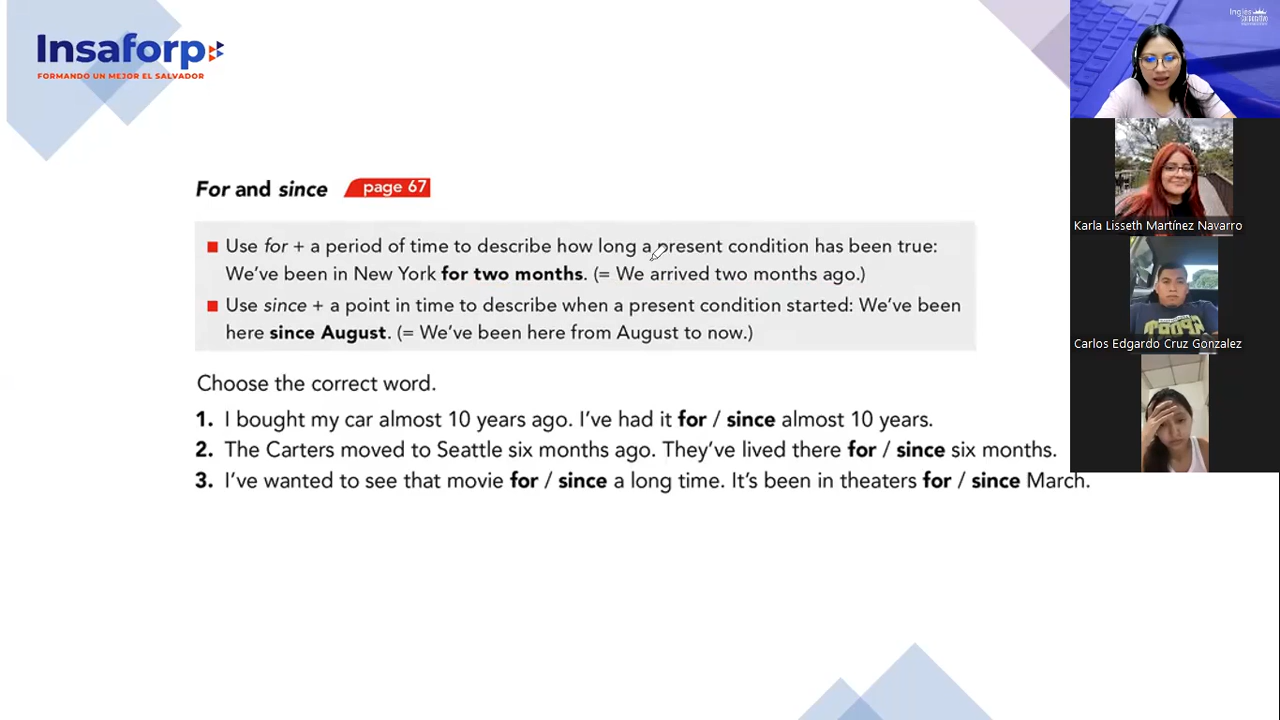 Insaforp
FORMANDO UN MEJOR EL SALVADOR
For and since page 67
Use for + a period of time to describe how long a present condition has been true:
We've been in New York for two months. (= We arrived two months ago.)
Use since + a point in time to describe when a present condition started: We've been
here since August. (= We've been here from August to now.)
Choose the correct word.
1. I bought my car almost 10 years ago. I've had it for / since almost 10 years.
2. The Carters moved to Seattle six months ago. They've lived there for / since six months.
3. I've wanted to see that movie for / since a long time. It's been in theaters for / since March.
Inglés
Karla Lisseth Martínez Navarro
Carlos Edgardo Cruz Gonzalez